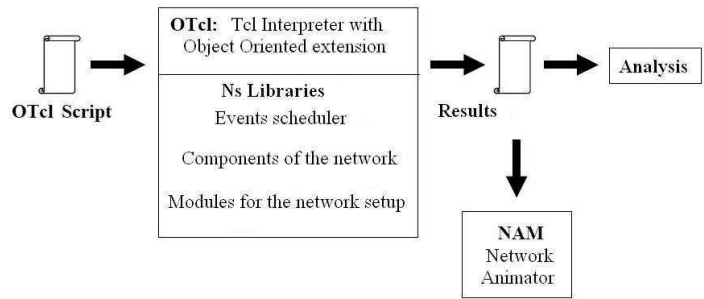 OTcl: Tcl Interpreter with
Object Oriented extension
OTcl Script
Ns Libraries
Events scheduler
Components of the network
Modules for the network setup
Results
Analysis
NAM
Network
Animator